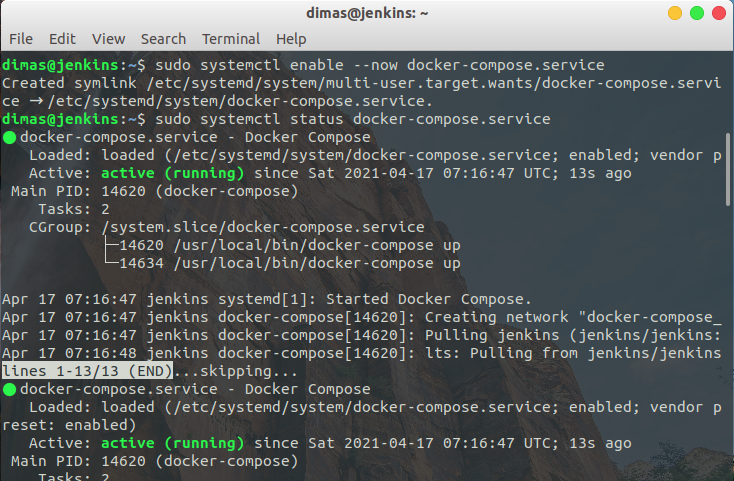 dimas@jenkins: ~
File Edit View Search Terminal Help
dimas@jenkins:~$ sudo systemctl enable --now docker-compose.service
Created symlink /etc/systemd/system/multi-user.target.wants/docker-compose.servi
ce → /etc/systemd/system/docker-compose.service.
dimas@jenkins:~$ sudo systemctl status docker-compose.service
● docker-compose.service - Docker Compose
   Loaded: loaded (/etc/systemd/system/docker-compose.service; enabled; vendor p
   Active: active (running) since Sat 2021-04-17 07:16:47 UTC; 13s ago
 Main PID: 14620 (docker-compose)
    Tasks: 2
   CGroup: /system.slice/docker-compose.service
           ├─14620 /usr/local/bin/docker-compose up
           └─14634 /usr/local/bin/docker-compose up
Apr 17 07:16:47 jenkins systemd[1]: Started Docker Compose.
Apr 17 07:16:47 jenkins docker-compose[14620]: Creating network "docker-compose_
Apr 17 07:16:47 jenkins docker-compose[14620]: Pulling jenkins (jenkins/jenkins:
Apr 17 07:16:48 jenkins docker-compose[14620]: lts: Pulling from jenkins/jenkins
lines 1-13/13 (END)...skipping...
● docker-compose.service - Docker Compose
   Loaded: loaded (/etc/systemd/system/docker-compose.service; enabled; vendor p
reset: enabled)
   Active: active (running) since Sat 2021-04-17 07:16:47 UTC; 13s ago
 Main PID: 14620 (docker-compose)
    Tasks: 2